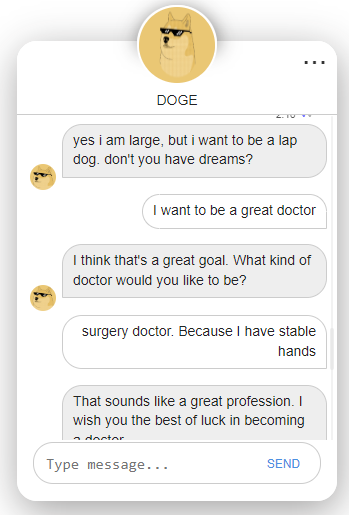 DOGE
yes i am large, but i want to be a lap
dog. don't you have dreams?
I want to be a great doctor
I think that's a great goal. What kind of
doctor would you like to be?
surgery doctor. Because I have stable
hands
That sounds like a great profession. I
wish you the best of luck in becoming
a doctor
Type message...
SEND